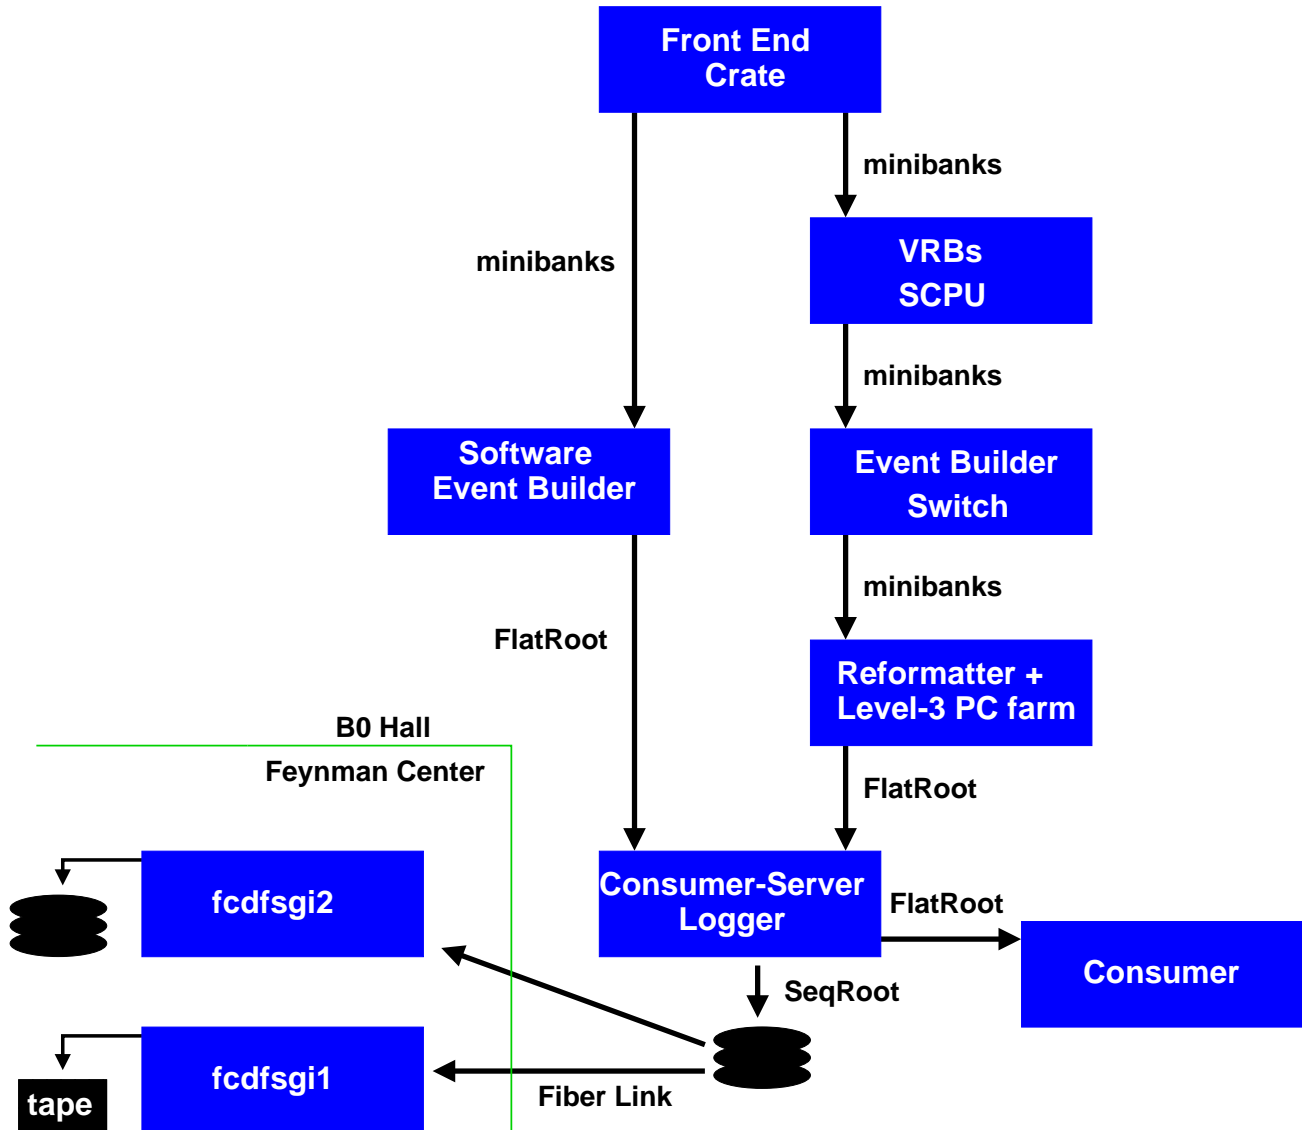 Front End
Crate
minibanks
VRBs
SCPU
minibanks
minibanks
Software
Event Builder
Event Builder
Switch
minibanks
FlatRoot
Reformatter +
Level-3 PC farm
B0 Hall
Feynman Center
FlatRoot
fcdfsgi2
Consumer-Server
Logger
FlatRoot
Consumer
SeqRoot
fcdfsgi1
Fiber Link
tape